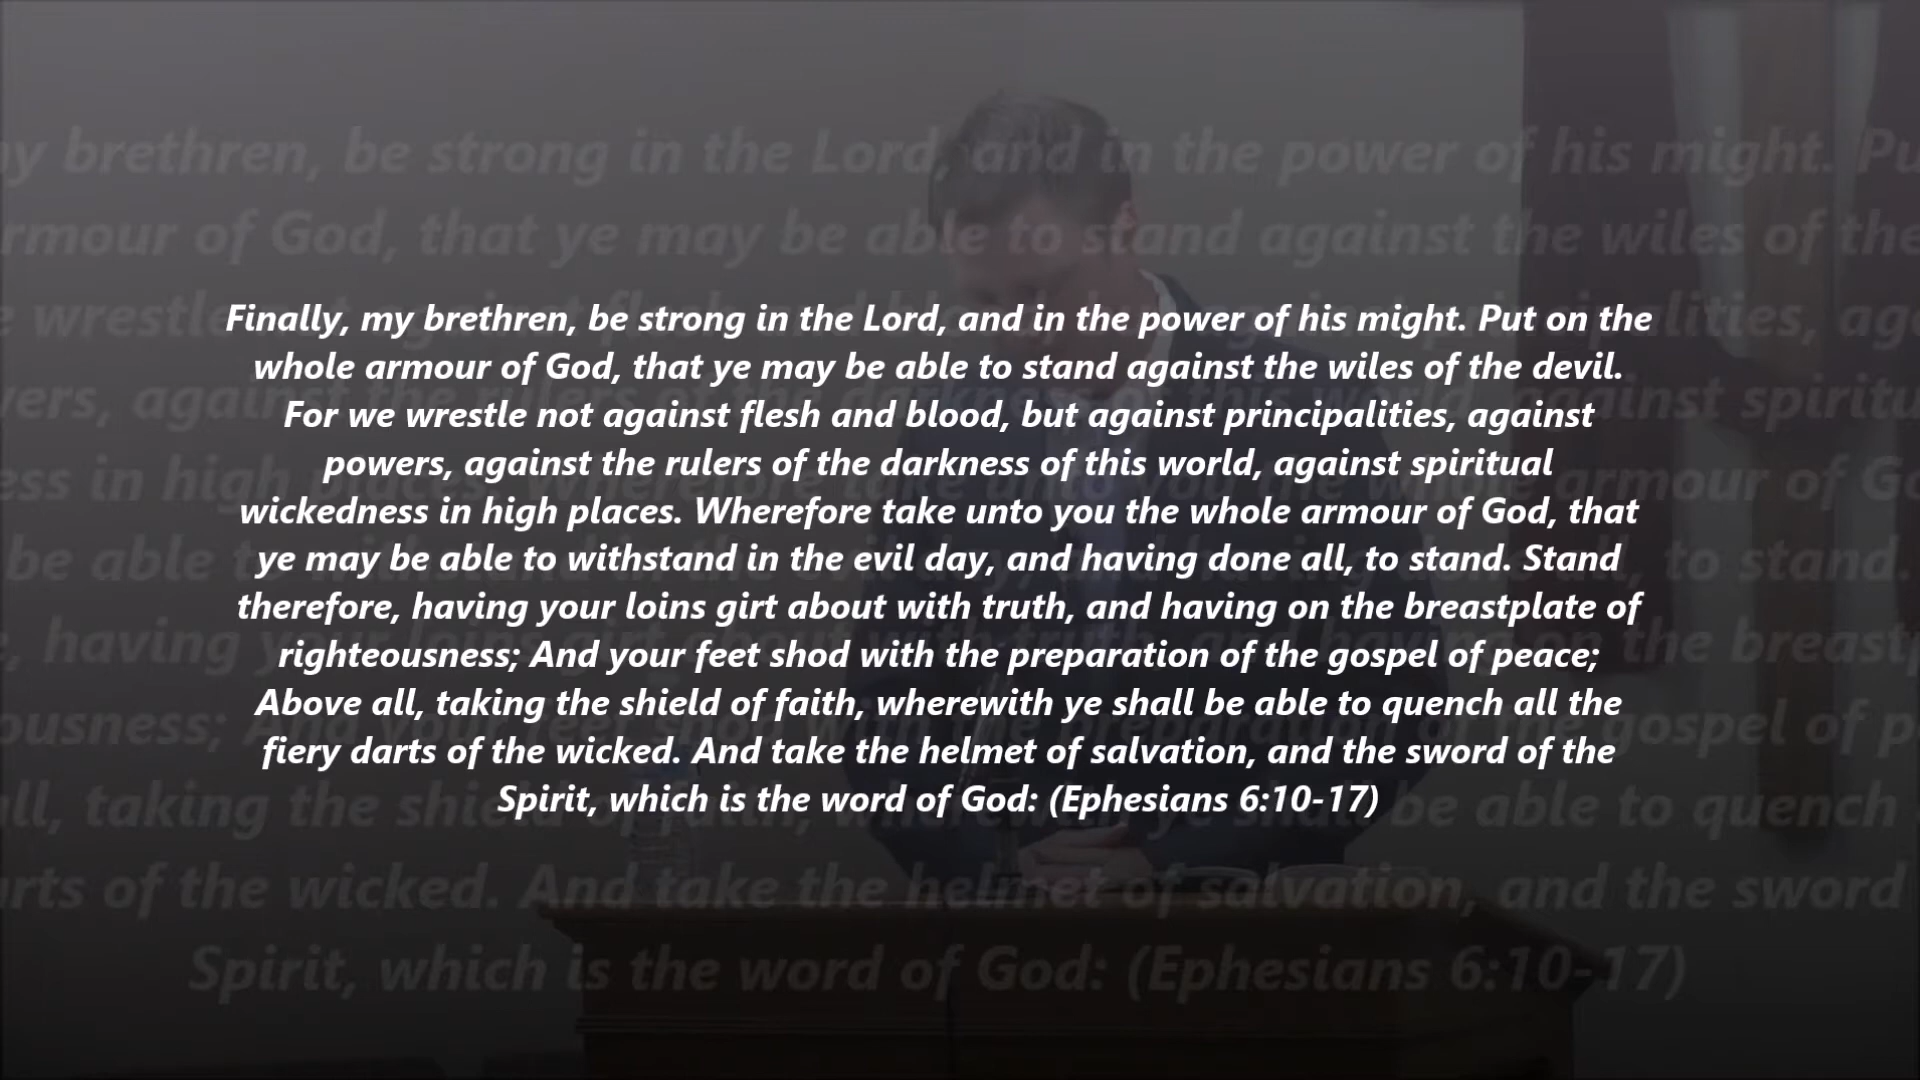 Finally, my brethren, be strong in the Lord, and in the power of his might. Put on the
whole armour of God, that ye may be able to stand against the wiles of the devil.
For we wrestle not against flesh and blood, but against principalities, against
powers, against the rulers of the darkness of this world, against spiritual
wickedness in high places. Wherefore take unto you the whole armour of God, that
ye may be able to withstand in the evil day, and having done all, to stand. Stand
therefore, having your loins girt about with truth, and having on the breastplate of
righteousness; And your feet shod with the preparation of the gospel of peace;
Above all, taking the shield of faith, wherewith ye shall be able to quench all the
fiery darts of the wicked. And take the helmet of salvation, and the sword of the
Spirit, which is the word of God: (Ephesians 6:10-17)